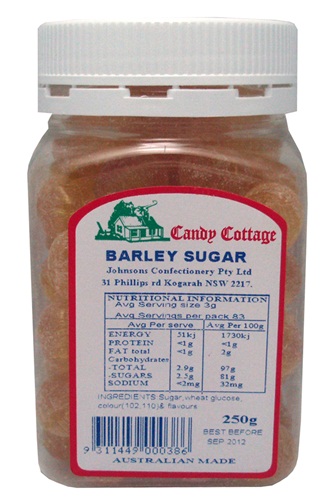 Candy Cottage
BARLEY SUGAR
Johnsons Confectionery Pty Ltd
31 Phillips rd Kogarah NSW 2217.
NUTRITIONAL INFORMATION
Avg Serving size 3g
Avg Servings per pack 83
Avg Per serve Avg Per 100g
ENERGY 51kj 1730kj
PROTEIN <1g <1g
FAT total <1g 2g
Carbohydrates
-TOTAL 2.9g 97g
-SUGARS 2.5g 81g
SODIUM <2mg 32mg
INGREDIENTS:Sugar,wheat glucose,
colour(102,110)& flavours
250g
BEST BEFORE
SEP 2012
9 311449 000386
AUSTRALIAN MADE